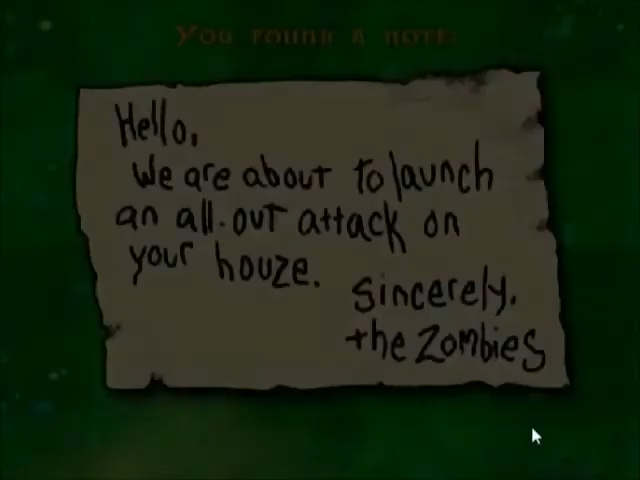 You found a note:
Hello,
We are about to launch
an all-out attack on
your houze.
Sincerely,
the Zombies